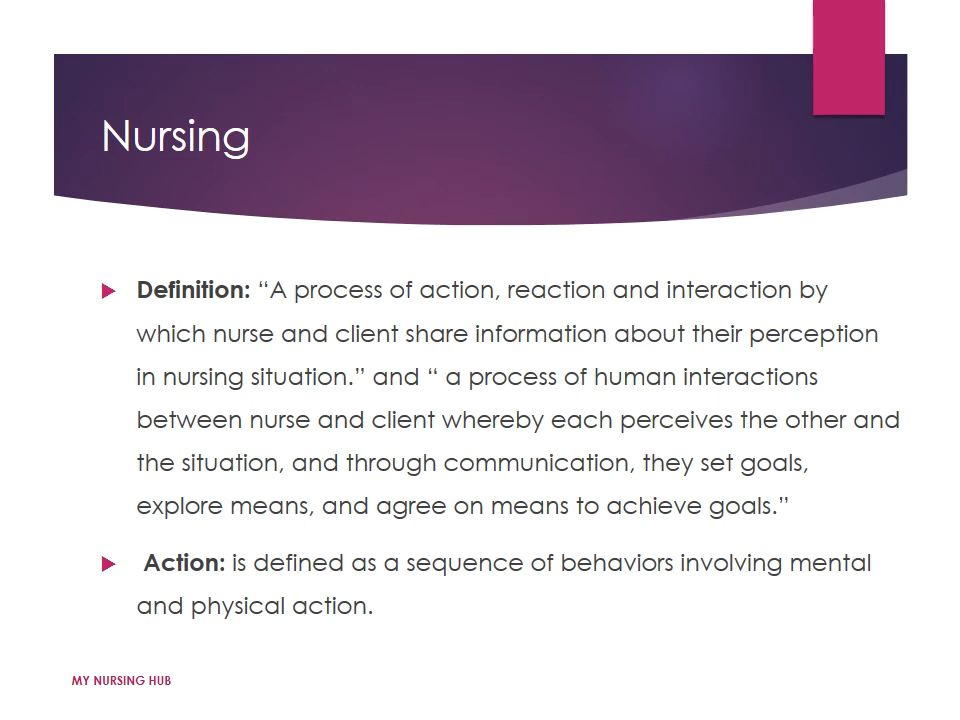 Nursing
Definition: “A process of action, reaction and interaction by
which nurse and client share information about their perception
in nursing situation.” and “ a process of human interactions
between nurse and client whereby each perceives the other and
the situation, and through communication, they set goals,
explore means, and agree on means to achieve goals.”
Action: is defined as a sequence of behaviors involving mental
and physical action.
MY NURSING HUB